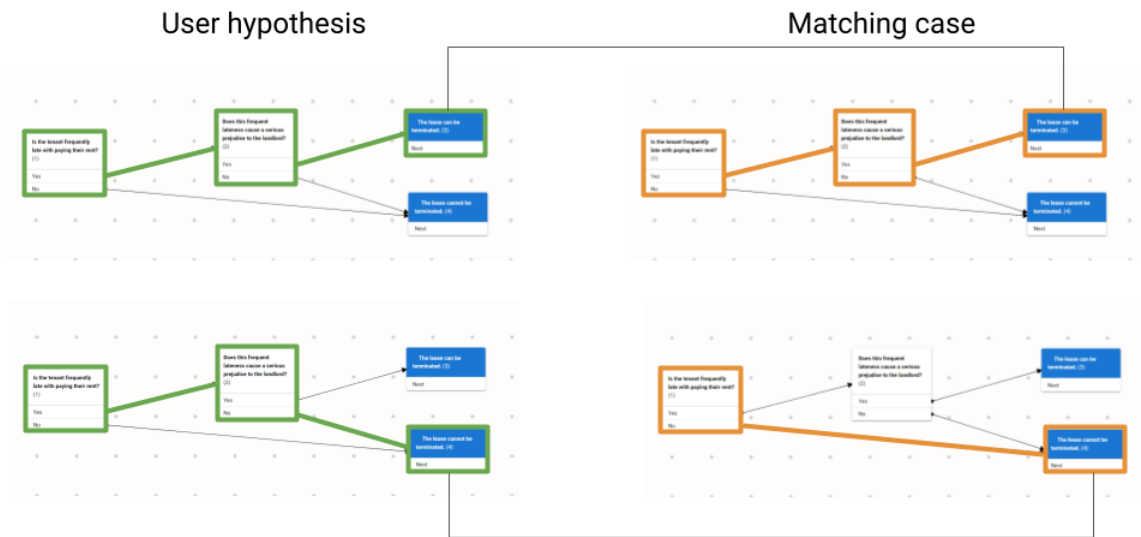 User hypothesis
Matching case
Is the tenant frequently
late with paying their rent?
(1)
Yes
No
Does this frequent
lateness cause a serious
prejudice to the landlord?
(2)
Yes
No
The lease can be
terminated. (3)
Next
The lease cannot be
terminated. (4)
Next
Is the tenant frequently
late with paying their rent?
(1)
Yes
No
Does this frequent
lateness cause a serious
prejudice to the landlord?
(2)
Yes
No
The lease can be
terminated. (3)
Next
The lease cannot be
terminated. (4)
Next
Is the tenant frequently
late with paying their rent?
(1)
Yes
No
Does this frequent
lateness cause a serious
prejudice to the landlord?
(2)
Yes
No
The lease can be
terminated. (3)
Next
The lease cannot be
terminated. (4)
Next
Is the tenant frequently
late with paying their rent?
(1)
Yes
No
Does this frequent
lateness cause a serious
prejudice to the landlord?
(2)
Yes
No
The lease can be
terminated. (3)
Next
The lease cannot be
terminated. (4)
Next